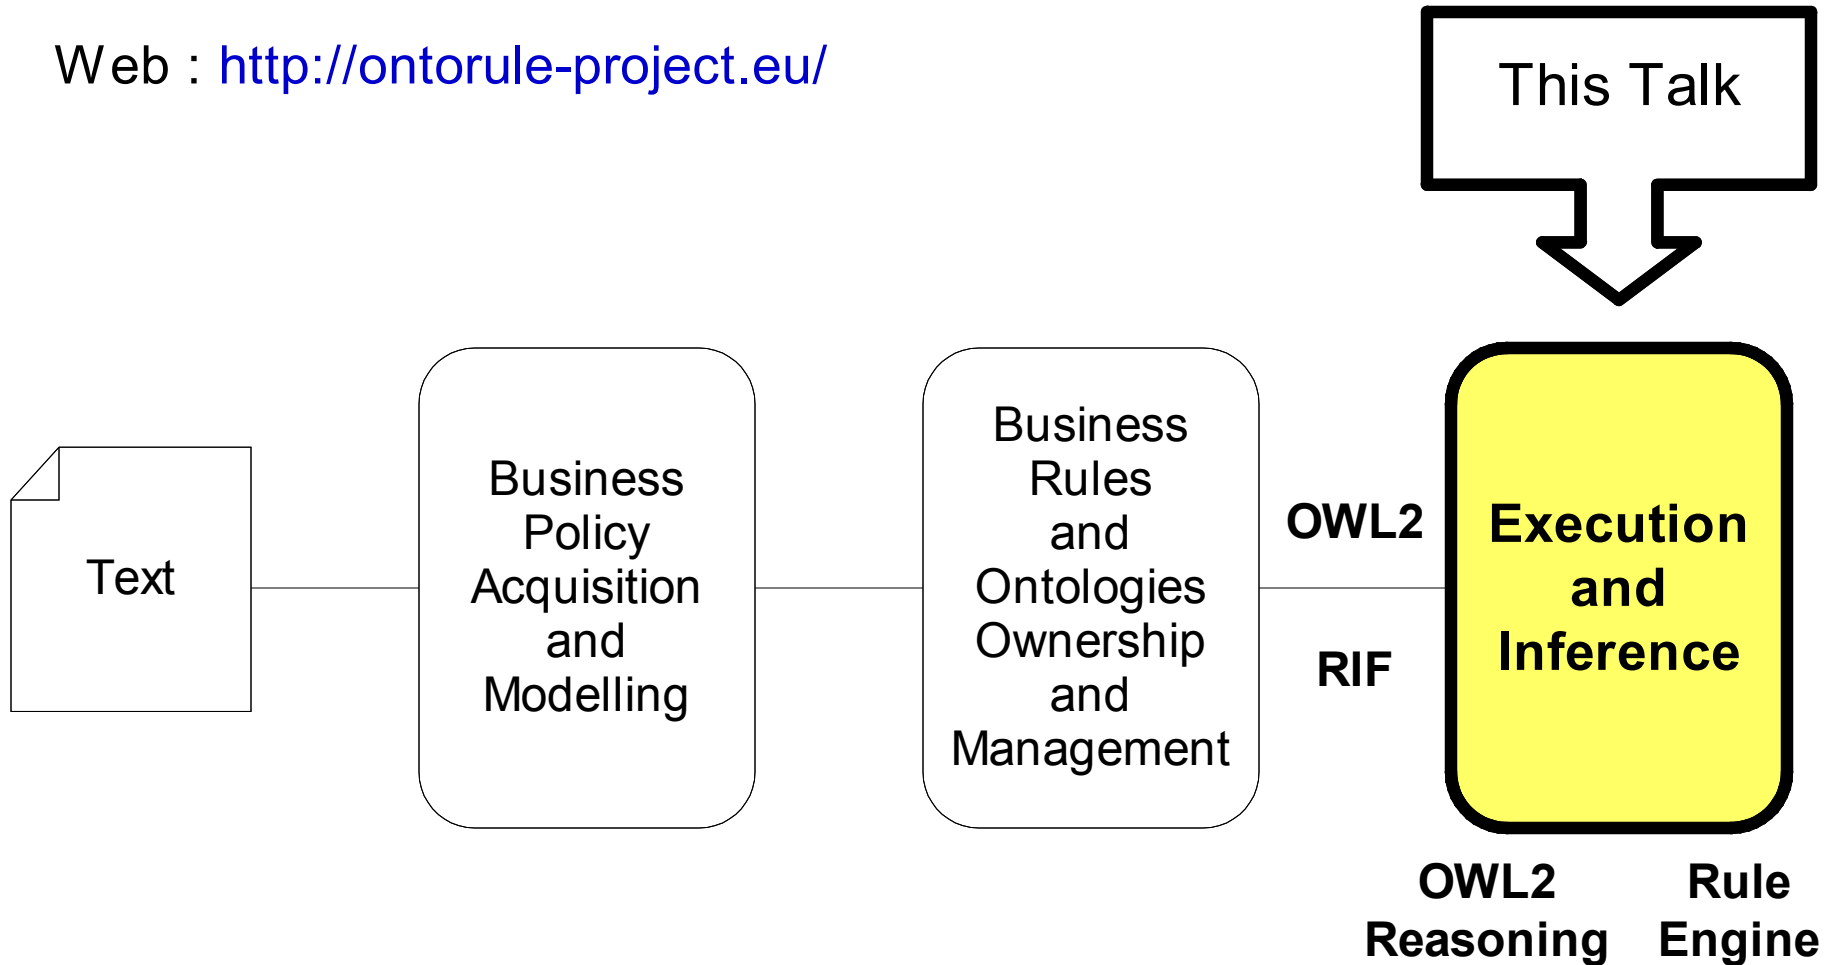 Web : http://ontorule-project.eu/
This Talk
Text
Business
Policy
Acquisition
and
Modelling
Business
Rules
and
Ontologies
Ownership
and
Management
OWL2
RIF
Execution
and
Inference
OWL2
Reasoning
Rule
Engine